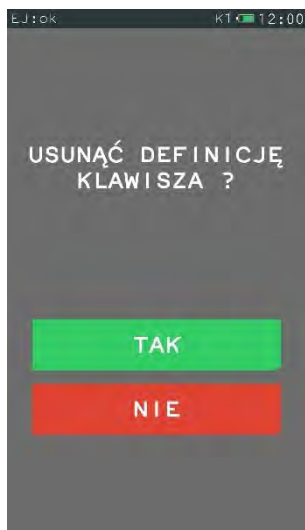 EJ:ok K1 12:00
USUNĄĆ DEFINICJĘ
KLAWISZA ?
TAK
NIE